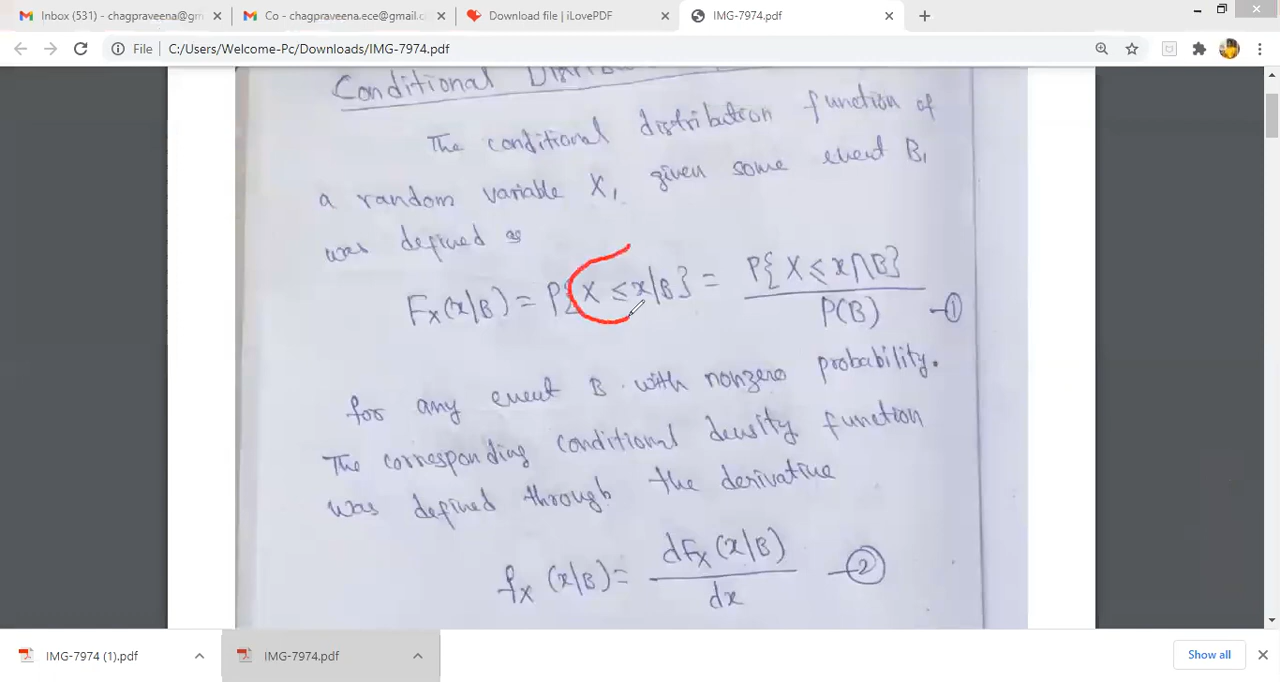 Inbox (531) - chagpraveena@gm
Co - chagpraveena.ece@gmail.c
Download file | iLovePDF
IMG-7974.pdf
File | C:/Users/Welcome-Pc/Downloads/IMG-7974.pdf
Conditional
The conditional distribution function of
a random variable X, given some event B,
was defined as
Fx(x/B) = P{X ≤ x/B} = P{X ≤ x ∩ B} / P(B) —①
for any event B with nonzero probability.
The corresponding conditional density function
was defined through the derivative
fx (x/B) = dFx (x/B) / dx —②
IMG-7974 (1).pdf
IMG-7974.pdf
Show all